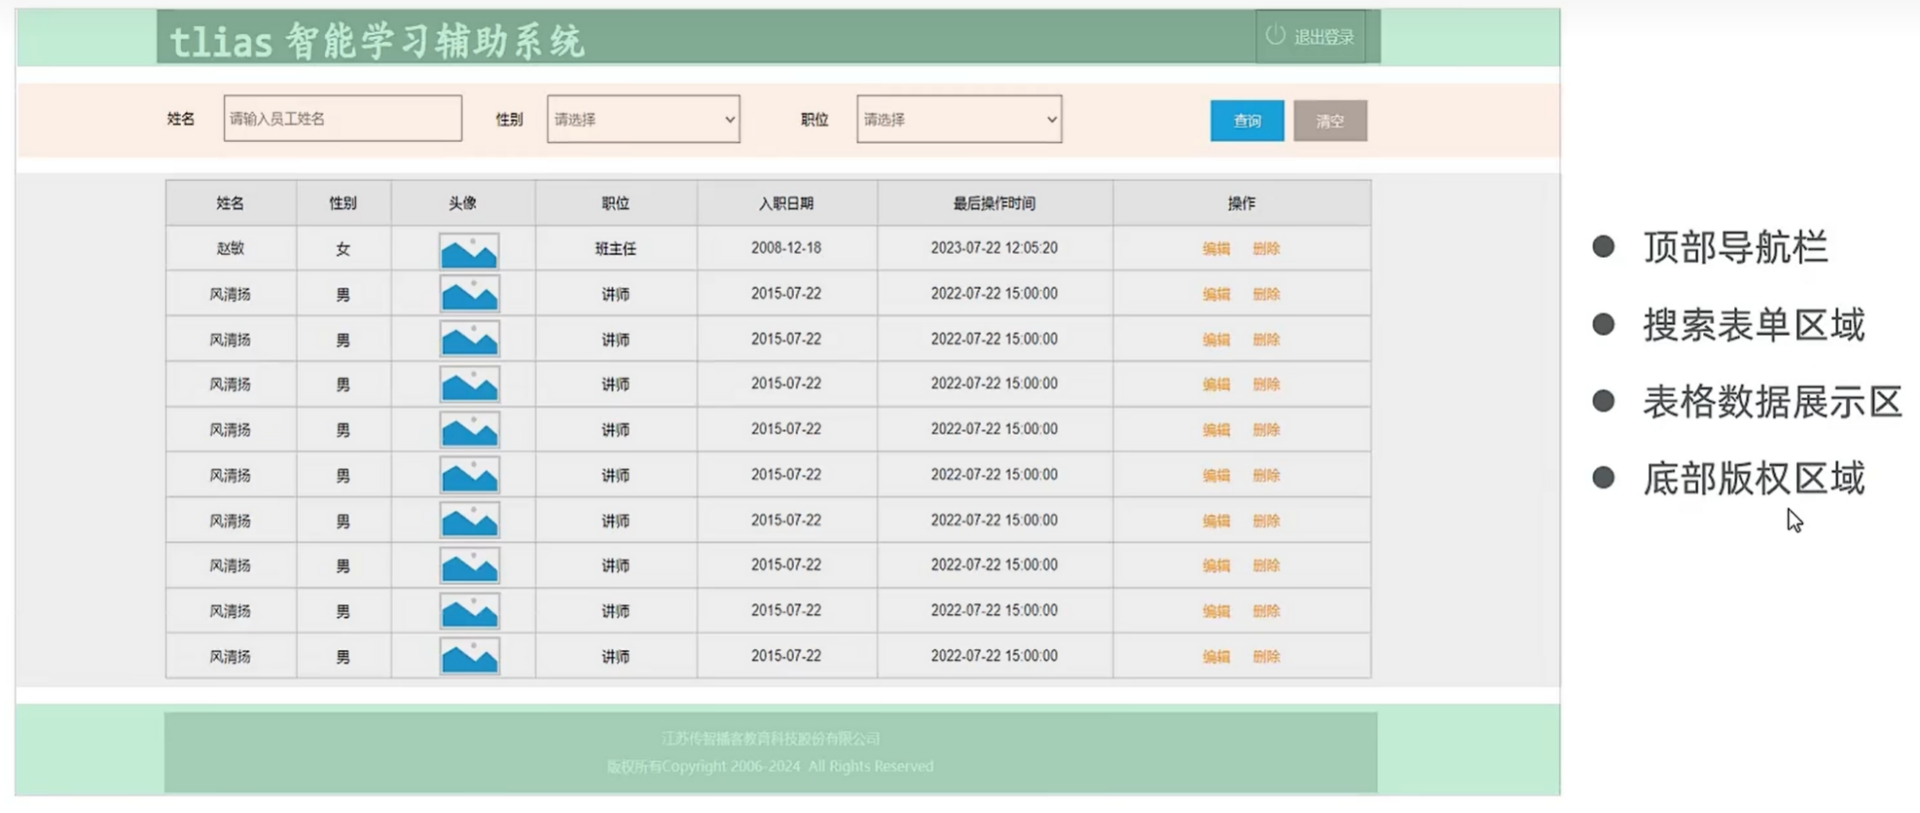 tlias 智能学习辅助系统 退出登录
姓名 请输入员工姓名 性别 请选择 职位 请选择 查询 清空
姓名 性别 头像 职位 入职日期 最后操作时间 操作
赵敏 女 班主任 2008-12-18 2023-07-22 12:05:20 编辑 删除
风清扬 男 讲师 2015-07-22 2022-07-22 15:00:00 编辑 删除
风清扬 男 讲师 2015-07-22 2022-07-22 15:00:00 编辑 删除
风清扬 男 讲师 2015-07-22 2022-07-22 15:00:00 编辑 删除
风清扬 男 讲师 2015-07-22 2022-07-22 15:00:00 编辑 删除
风清扬 男 讲师 2015-07-22 2022-07-22 15:00:00 编辑 删除
风清扬 男 讲师 2015-07-22 2022-07-22 15:00:00 编辑 删除
风清扬 男 讲师 2015-07-22 2022-07-22 15:00:00 编辑 删除
风清扬 男 讲师 2015-07-22 2022-07-22 15:00:00 编辑 删除
风清扬 男 讲师 2015-07-22 2022-07-22 15:00:00 编辑 删除
江苏传智播客教育科技股份有限公司
版权所有Copyright 2006-2024 All Rights Reserved
顶部导航栏
搜索表单区域
表格数据展示区
底部版权区域